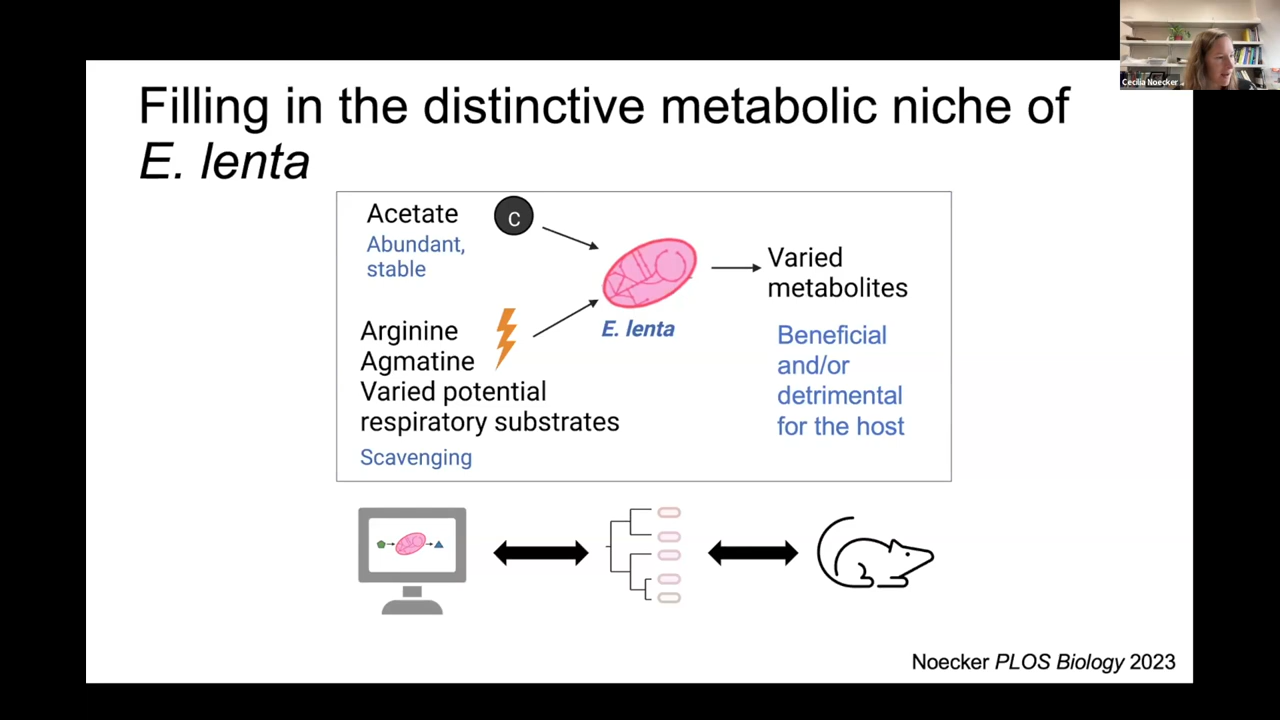 Cecilia Noecker
Filling in the distinctive metabolic niche of
E. lenta
Acetate
C
Abundant,
stable
Arginine
Agmatine
Varied potential
respiratory substrates
Scavenging
E. lenta
Varied
metabolites
Beneficial
and/or
detrimental
for the host
Noecker PLOS Biology 2023